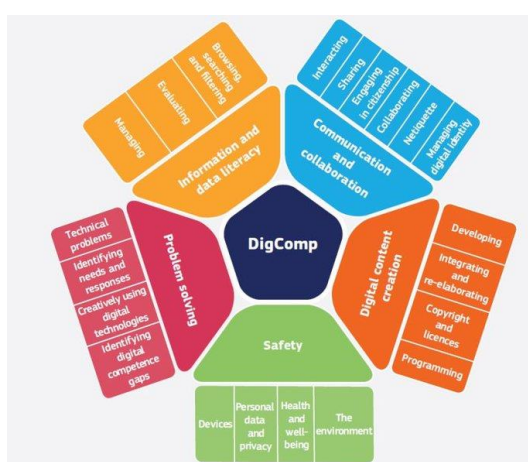 DigComp
Information and
data literacy
Browsing,
searching
and filtering
Evaluating
Managing
Communication
and
collaboration
Interacting
Sharing
Engaging
in citizenship
Collaborating
Netiquette
Managing
digital identity
Digital content
creation
Developing
Integrating
and
re-elaborating
Copyright
and
licences
Programming
Safety
Devices
Personal
data
and
privacy
Health
and
well-
being
The
environment
Problem solving
Technical
problems
Identifying
needs and
responses
Creatively using
digital
technologies
Identifying
digital
competence
gaps